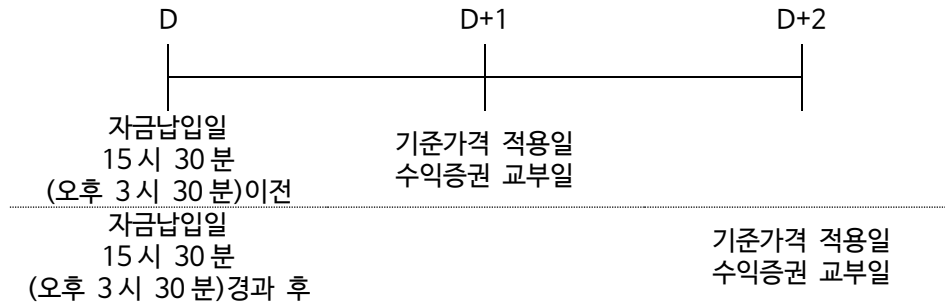 D D+1 D+2
자금납입일
15시 30분
(오후 3시 30분)이전
기준가격 적용일
수익증권 교부일
자금납입일
15시 30분
(오후 3시 30분)경과 후
기준가격 적용일
수익증권 교부일